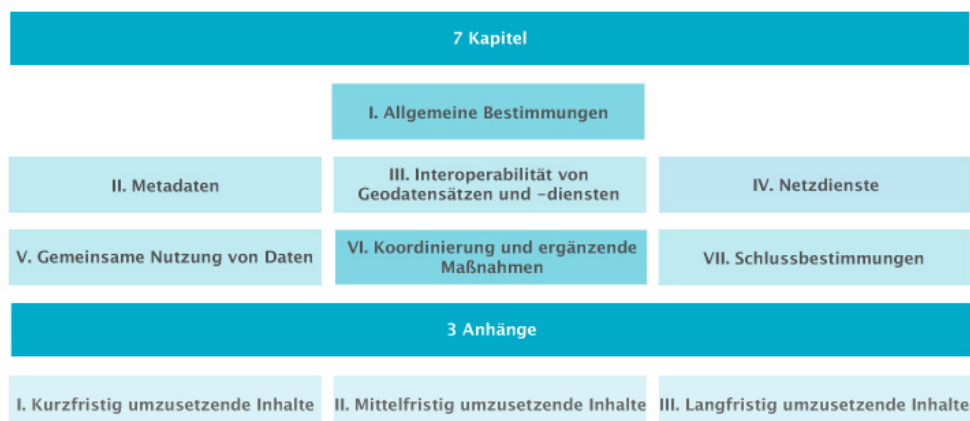 7 Kapitel
I. Allgemeine Bestimmungen
II. Metadaten
III. Interoperabilität von
Geodatensätzen und -diensten
IV. Netzdienste
V. Gemeinsame Nutzung von Daten
VI. Koordinierung und ergänzende
Maßnahmen
VII. Schlussbestimmungen
3 Anhänge
I. Kurzfristig umzusetzende Inhalte
II. Mittelfristig umzusetzende Inhalte
III. Langfristig umzusetzende Inhalte